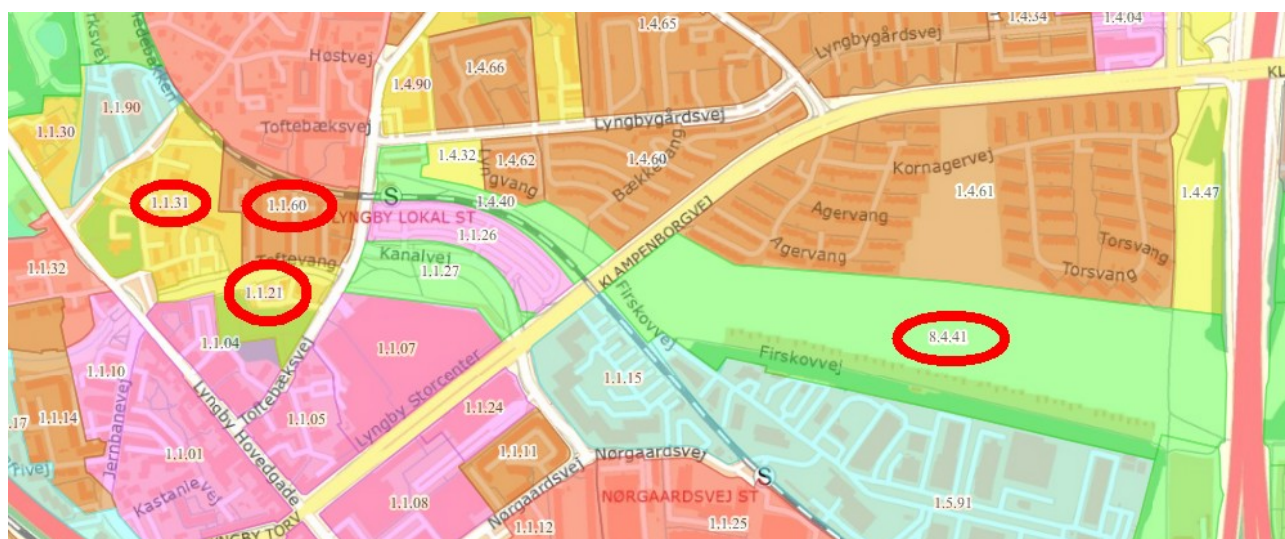 1.4.65
1.4.34
1.4.04
Høstvej
Lyngbygårdsvej
1.4.66
1.4.90
1.1.90
1.1.30
Toftebæksvej
Lyngbygårdsvej
1.4.32
1.4.62
Lyngvang
1.4.60
Bækkevang
Kornagervej
1.4.61
1.4.47
1.1.31
1.1.60
S
1.4.40
LYNGBY LOKAL ST
1.1.26
Agervang
Agervang
Torsvang
Torsvang
Toftevang
Kanalvej
1.1.27
KLAMPENBORGVEJ
1.1.32
1.1.21
Firskovvej
8.4.41
1.1.04
1.1.07
Firskovvej
1.1.10
Lyngby Storcenter
1.1.15
Toftebæksvej
1.1.24
Jernbanevej
Lyngby Hovedgade
1.1.05
1.1.14
.17
1.1.11
1.1.01
Nørgaardsvej
S
Kastanievej
1.1.08
Nørgaardsvej
NØRGAARDSVEJ ST
1.5.91
1.1.12
1.1.25
LYNGBY TORV